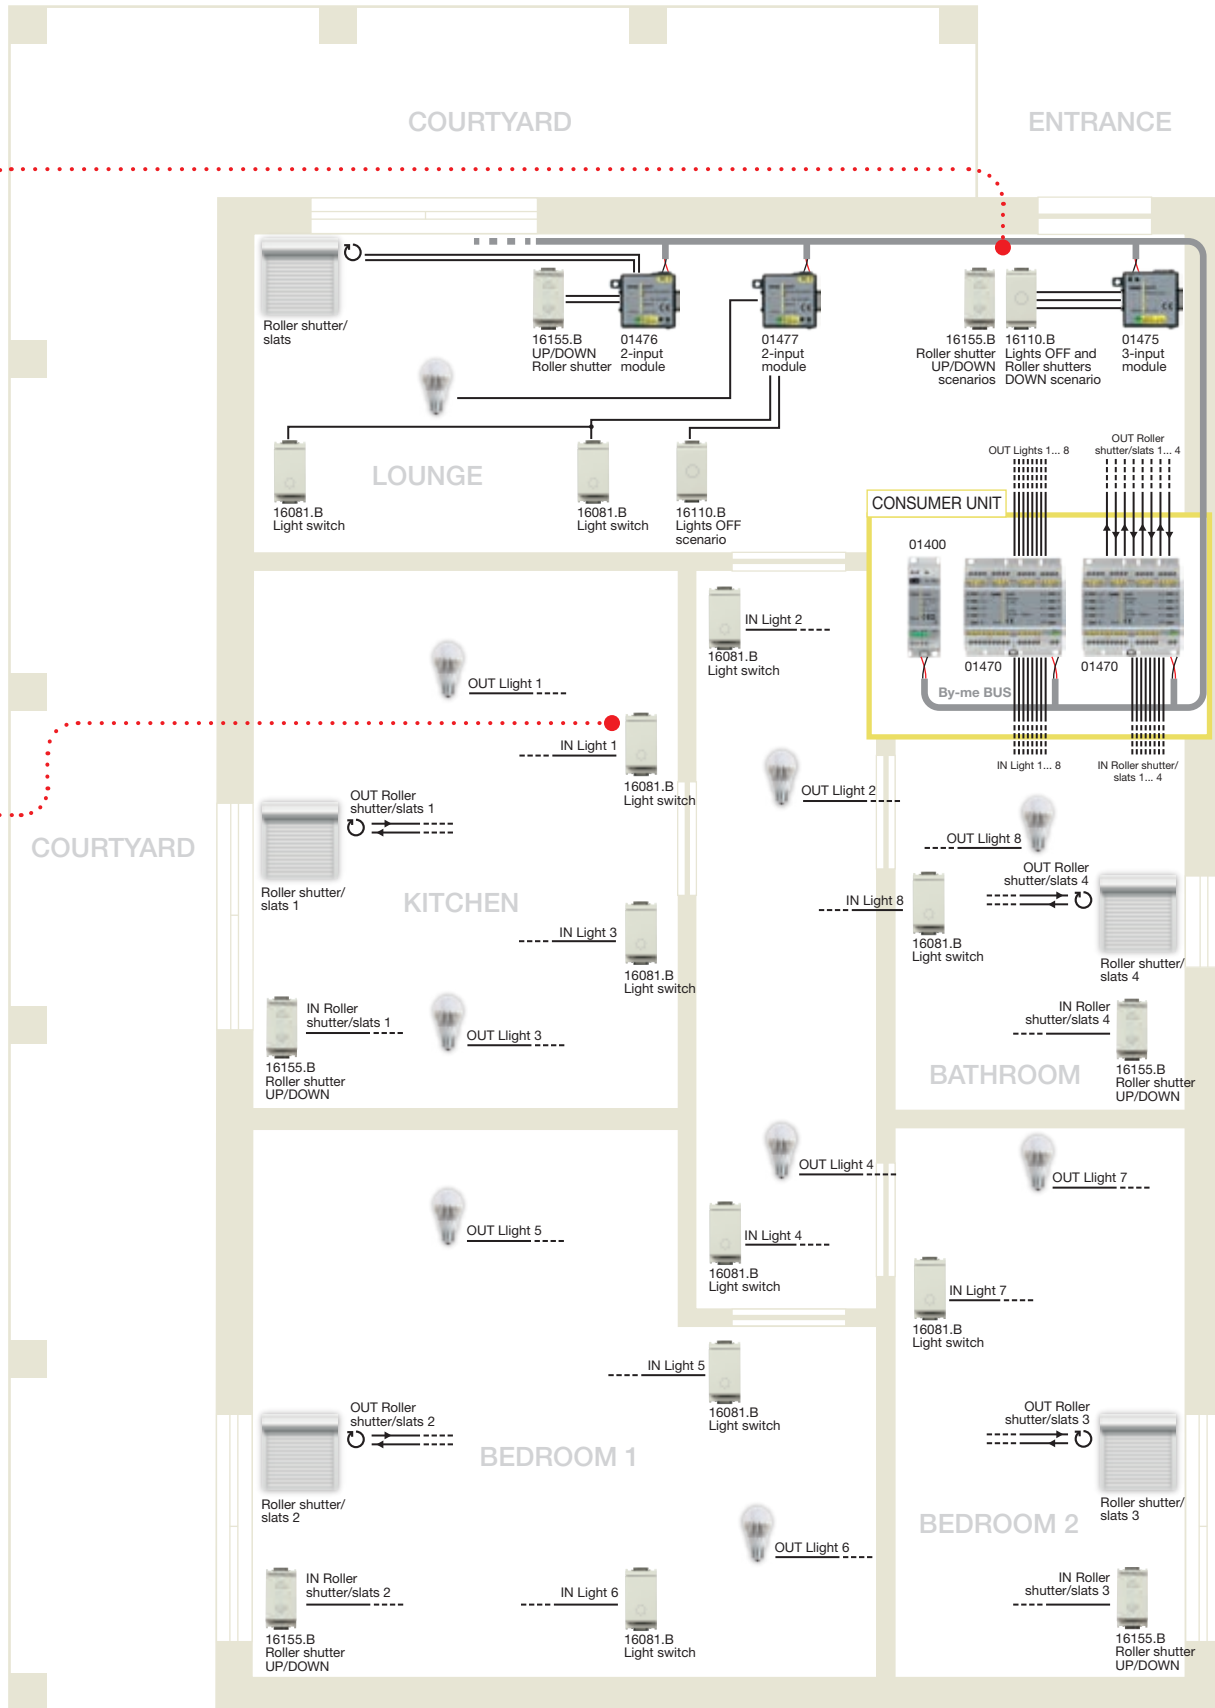 COURTYARD
ENTRANCE
Roller shutter/
slats
16155.B
UP/DOWN
Roller shutter
01476
2-input
module
01477
2-input
module
16155.B
Roller shutter
UP/DOWN
scenarios
16110.B
Lights OFF and
Roller shutters
DOWN scenario
01475
3-input
module
16081.B
Light switch
LOUNGE
16081.B
Light switch
16110.B
Lights OFF
scenario
OUT Lights 1... 8
OUT Roller
shutter/slats 1... 4
CONSUMER UNIT
01400
01470
01470
By-me BUS
IN Light 1... 8
IN Roller shutter/
slats 1... 4
IN Light 2
16081.B
Light switch
OUT Llight 1
IN Light 1
16081.B
Light switch
OUT Llight 2
OUT Roller
shutter/slats 1
Roller shutter/
slats 1
COURTYARD
KITCHEN
OUT Llight 8
OUT Roller
shutter/slats 4
IN Light 8
16081.B
Light switch
Roller shutter/
slats 4
IN Light 3
16081.B
Light switch
IN Roller
shutter/slats 1
16155.B
Roller shutter
UP/DOWN
OUT Llight 3
IN Roller
shutter/slats 4
BATHROOM
16155.B
Roller shutter
UP/DOWN
OUT Llight 4
OUT Llight 7
OUT Llight 5
IN Light 4
16081.B
Light switch
IN Light 7
16081.B
Light switch
IN Light 5
16081.B
Light switch
OUT Roller
shutter/slats 2
Roller shutter/
slats 2
BEDROOM 1
OUT Roller
shutter/slats 3
Roller shutter/
slats 3
BEDROOM 2
OUT Llight 6
IN Roller
shutter/slats 2
16155.B
Roller shutter
UP/DOWN
IN Light 6
16081.B
Light switch
IN Roller
shutter/slats 3
16155.B
Roller shutter
UP/DOWN